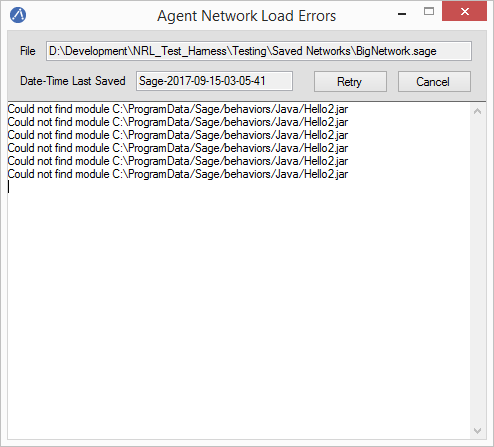 Agent Network Load Errors
File D:\Development\NRL_Test_Harness\Testing\Saved Networks\BigNetwork.sage
Date-Time Last Saved Sage-2017-09-15-03-05-41 Retry Cancel
Could not find module C:\ProgramData/Sage/behaviors/Java/Hello2.jar
Could not find module C:\ProgramData/Sage/behaviors/Java/Hello2.jar
Could not find module C:\ProgramData/Sage/behaviors/Java/Hello2.jar
Could not find module C:\ProgramData/Sage/behaviors/Java/Hello2.jar
Could not find module C:\ProgramData/Sage/behaviors/Java/Hello2.jar
Could not find module C:\ProgramData/Sage/behaviors/Java/Hello2.jar